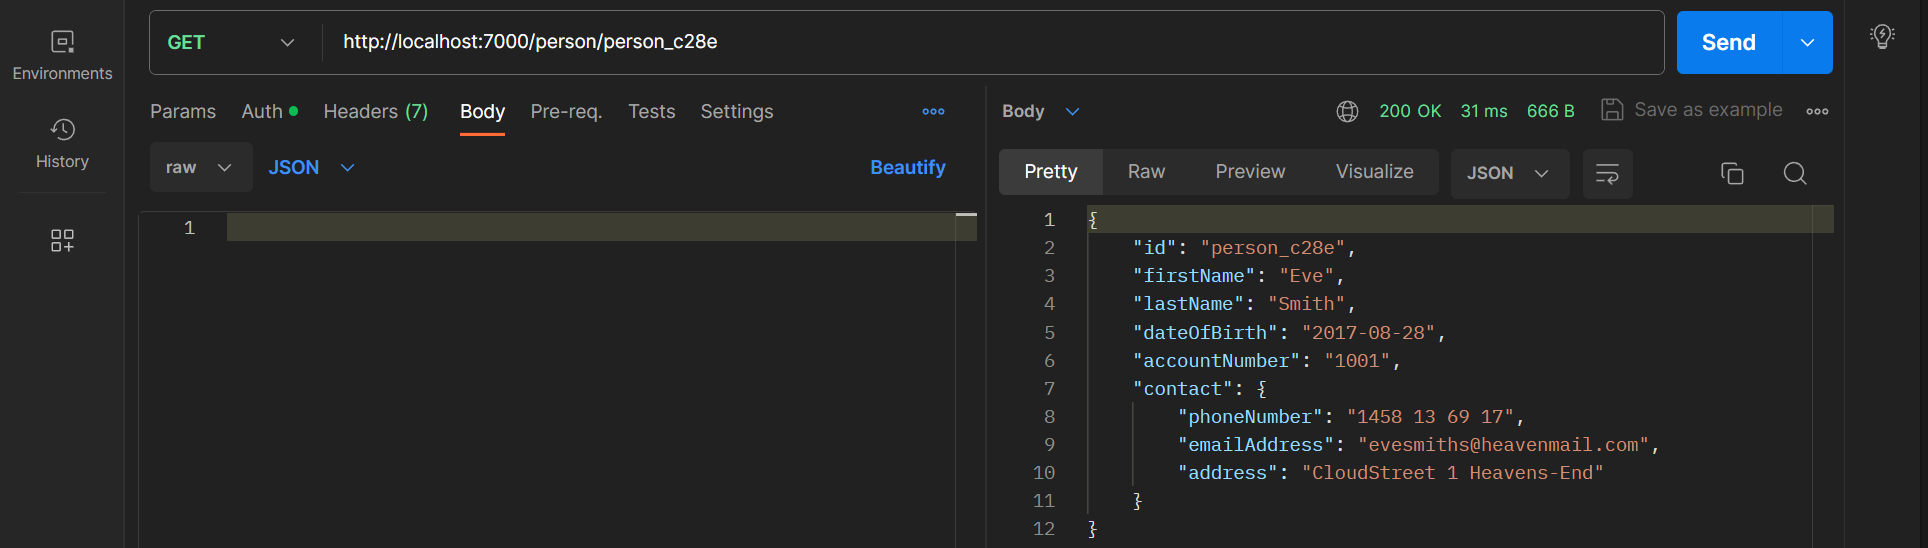 Environments
History
GET
http://localhost:7000/person/person_c28e
Send
Params Auth Headers (7) Body Pre-req. Tests Settings
raw JSON Beautify
1
Body 200 OK 31 ms 666 B Save as example
Pretty Raw Preview Visualize JSON
1 {
2 "id": "person_c28e",
3 "firstName": "Eve",
4 "lastName": "Smith",
5 "dateOfBirth": "2017-08-28",
6 "accountNumber": "1001",
7 "contact": {
8 "phoneNumber": "1458 13 69 17",
9 "emailAddress": "evesmiths@heavenmail.com",
10 "address": "CloudStreet 1 Heavens-End"
11 }
12 }